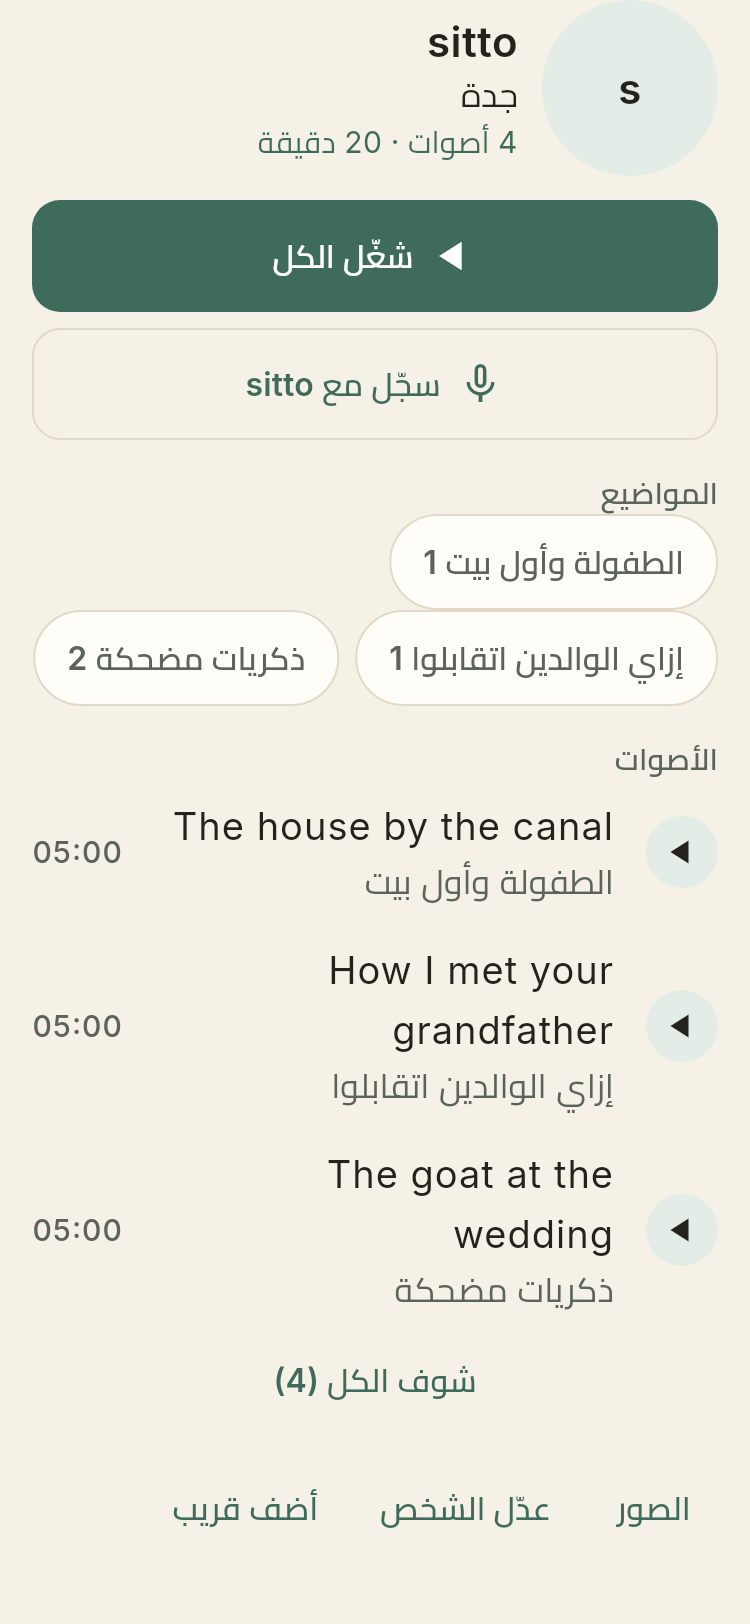 s
sitto
جدة
4 أصوات · 20 دقيقة
شغّل الكل
سجّل مع sitto
المواضيع
الطفولة وأول بيت 1
إزاي الوالدين اتقابلوا 1
ذكريات مضحكة 2
الأصوات
The house by the canal
الطفولة وأول بيت
05:00
How I met your
grandfather
إزاي الوالدين اتقابلوا
05:00
The goat at the
wedding
ذكريات مضحكة
05:00
شوف الكل (4)
الصور
عدّل الشخص
أضف قريب